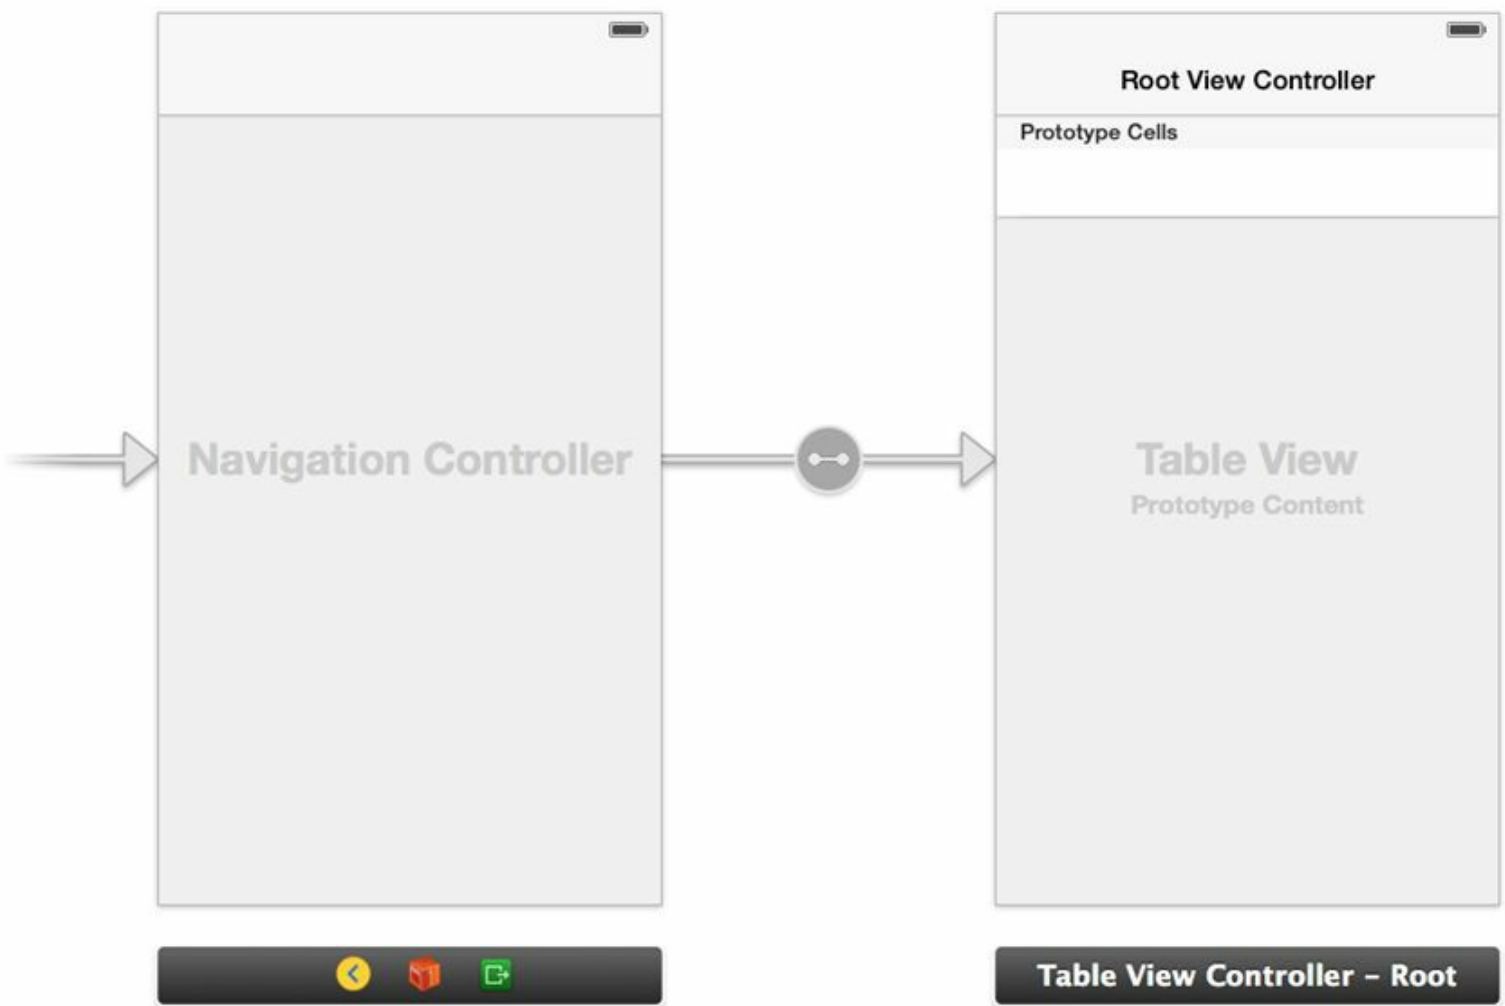 Navigation Controller
Root View Controller
Prototype Cells
Table View
Prototype Content
Table View Controller – Root